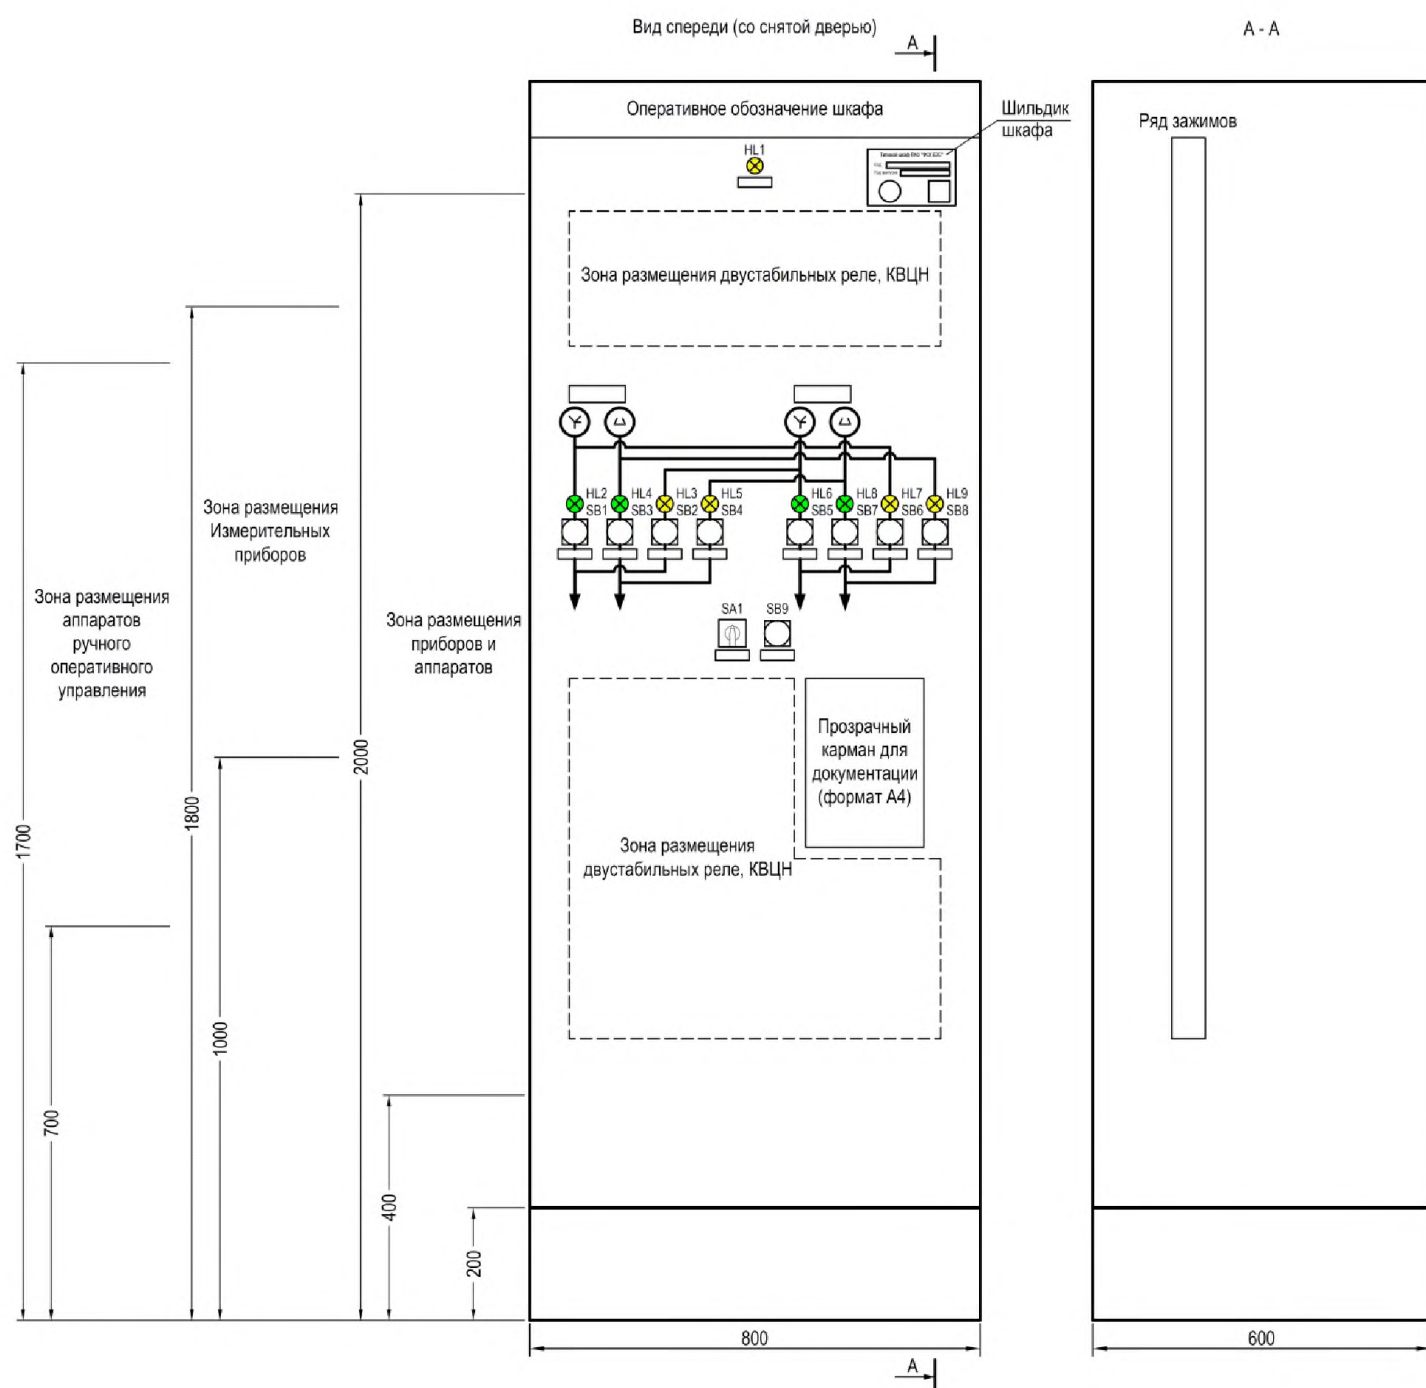 Вид спереди (со снятой дверью)
А
А - А
Оперативное обозначение шкафа
Шильдик
шкафа
Ряд зажимов
HL1
Зона размещения двустабильных реле, КВЦН
HL2
SB1
HL4
SB3
HL3
SB2
HL5
SB4
HL6
SB5
HL8
SB7
HL7
SB6
HL9
SB8
SA1
SB9
Зона размещения
Измерительных
приборов
Зона размещения
аппаратов
ручного
оперативного
управления
Зона размещения
приборов и
аппаратов
Прозрачный
карман для
документации
(формат А4)
Зона размещения
двустабильных реле, КВЦН
1700
700
1800
1000
2000
400
200
800
600
А